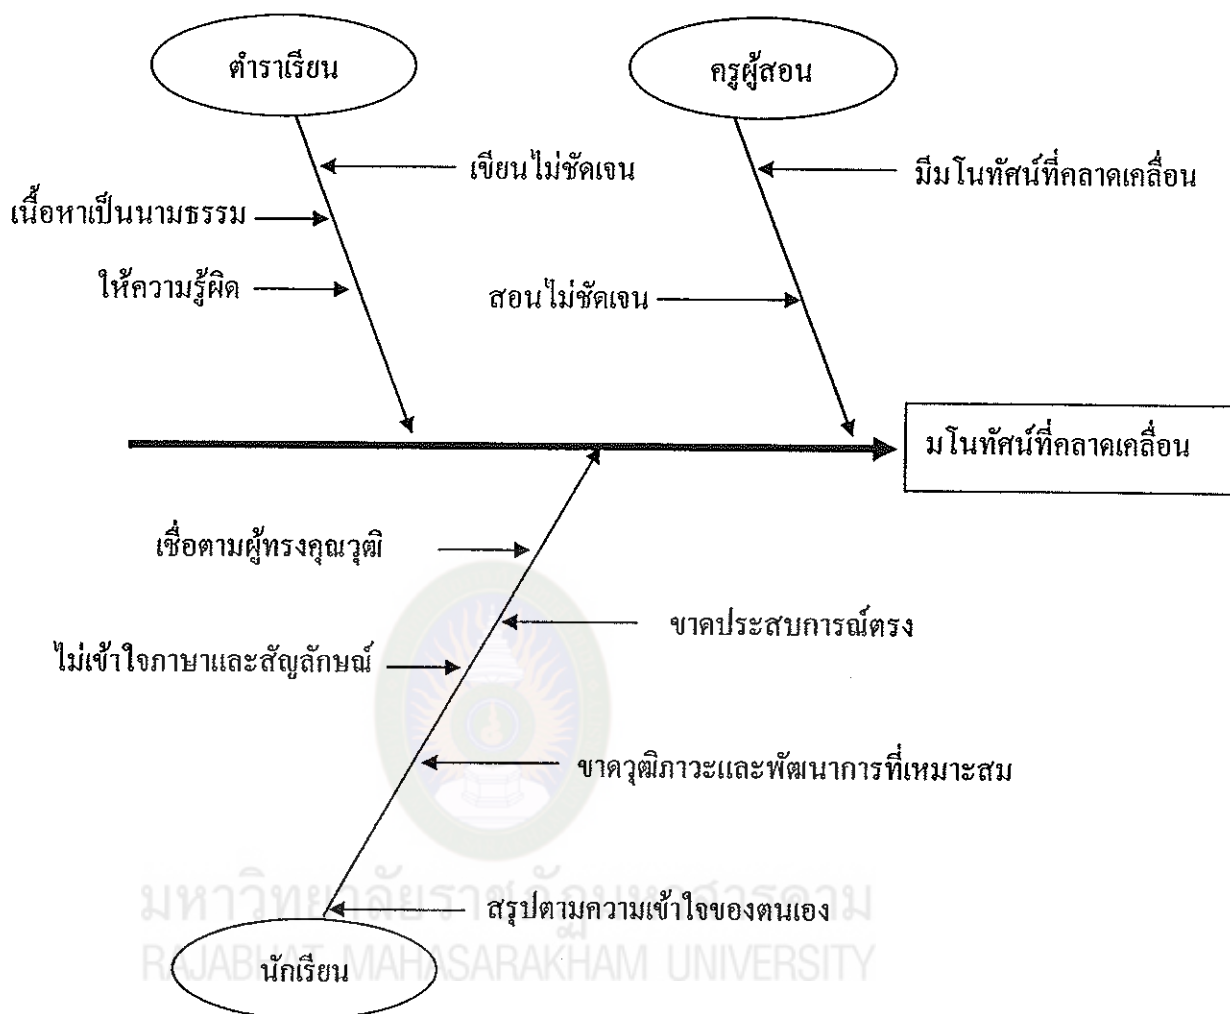 ตำราเรียน
ครูผู้สอน
เขียนไม่ชัดเจน
มีมโนทัศน์ที่คลาดเคลื่อน
เนื้อหาเป็นนามธรรม
ให้ความรู้ผิด
สอนไม่ชัดเจน
มโนทัศน์ที่คลาดเคลื่อน
เชื่อตามผู้ทรงคุณวุฒิ
ขาดประสบการณ์ตรง
ไม่เข้าใจภาษาและสัญลักษณ์
ขาดวุฒิภาวะและพัฒนาการที่เหมาะสม
มหาวิทยาลัยราชภัฏมหาสารคาม
สรุปตามความเข้าใจของตนเอง
RAJABHAT MAHASARAKHAM UNIVERSITY
นักเรียน